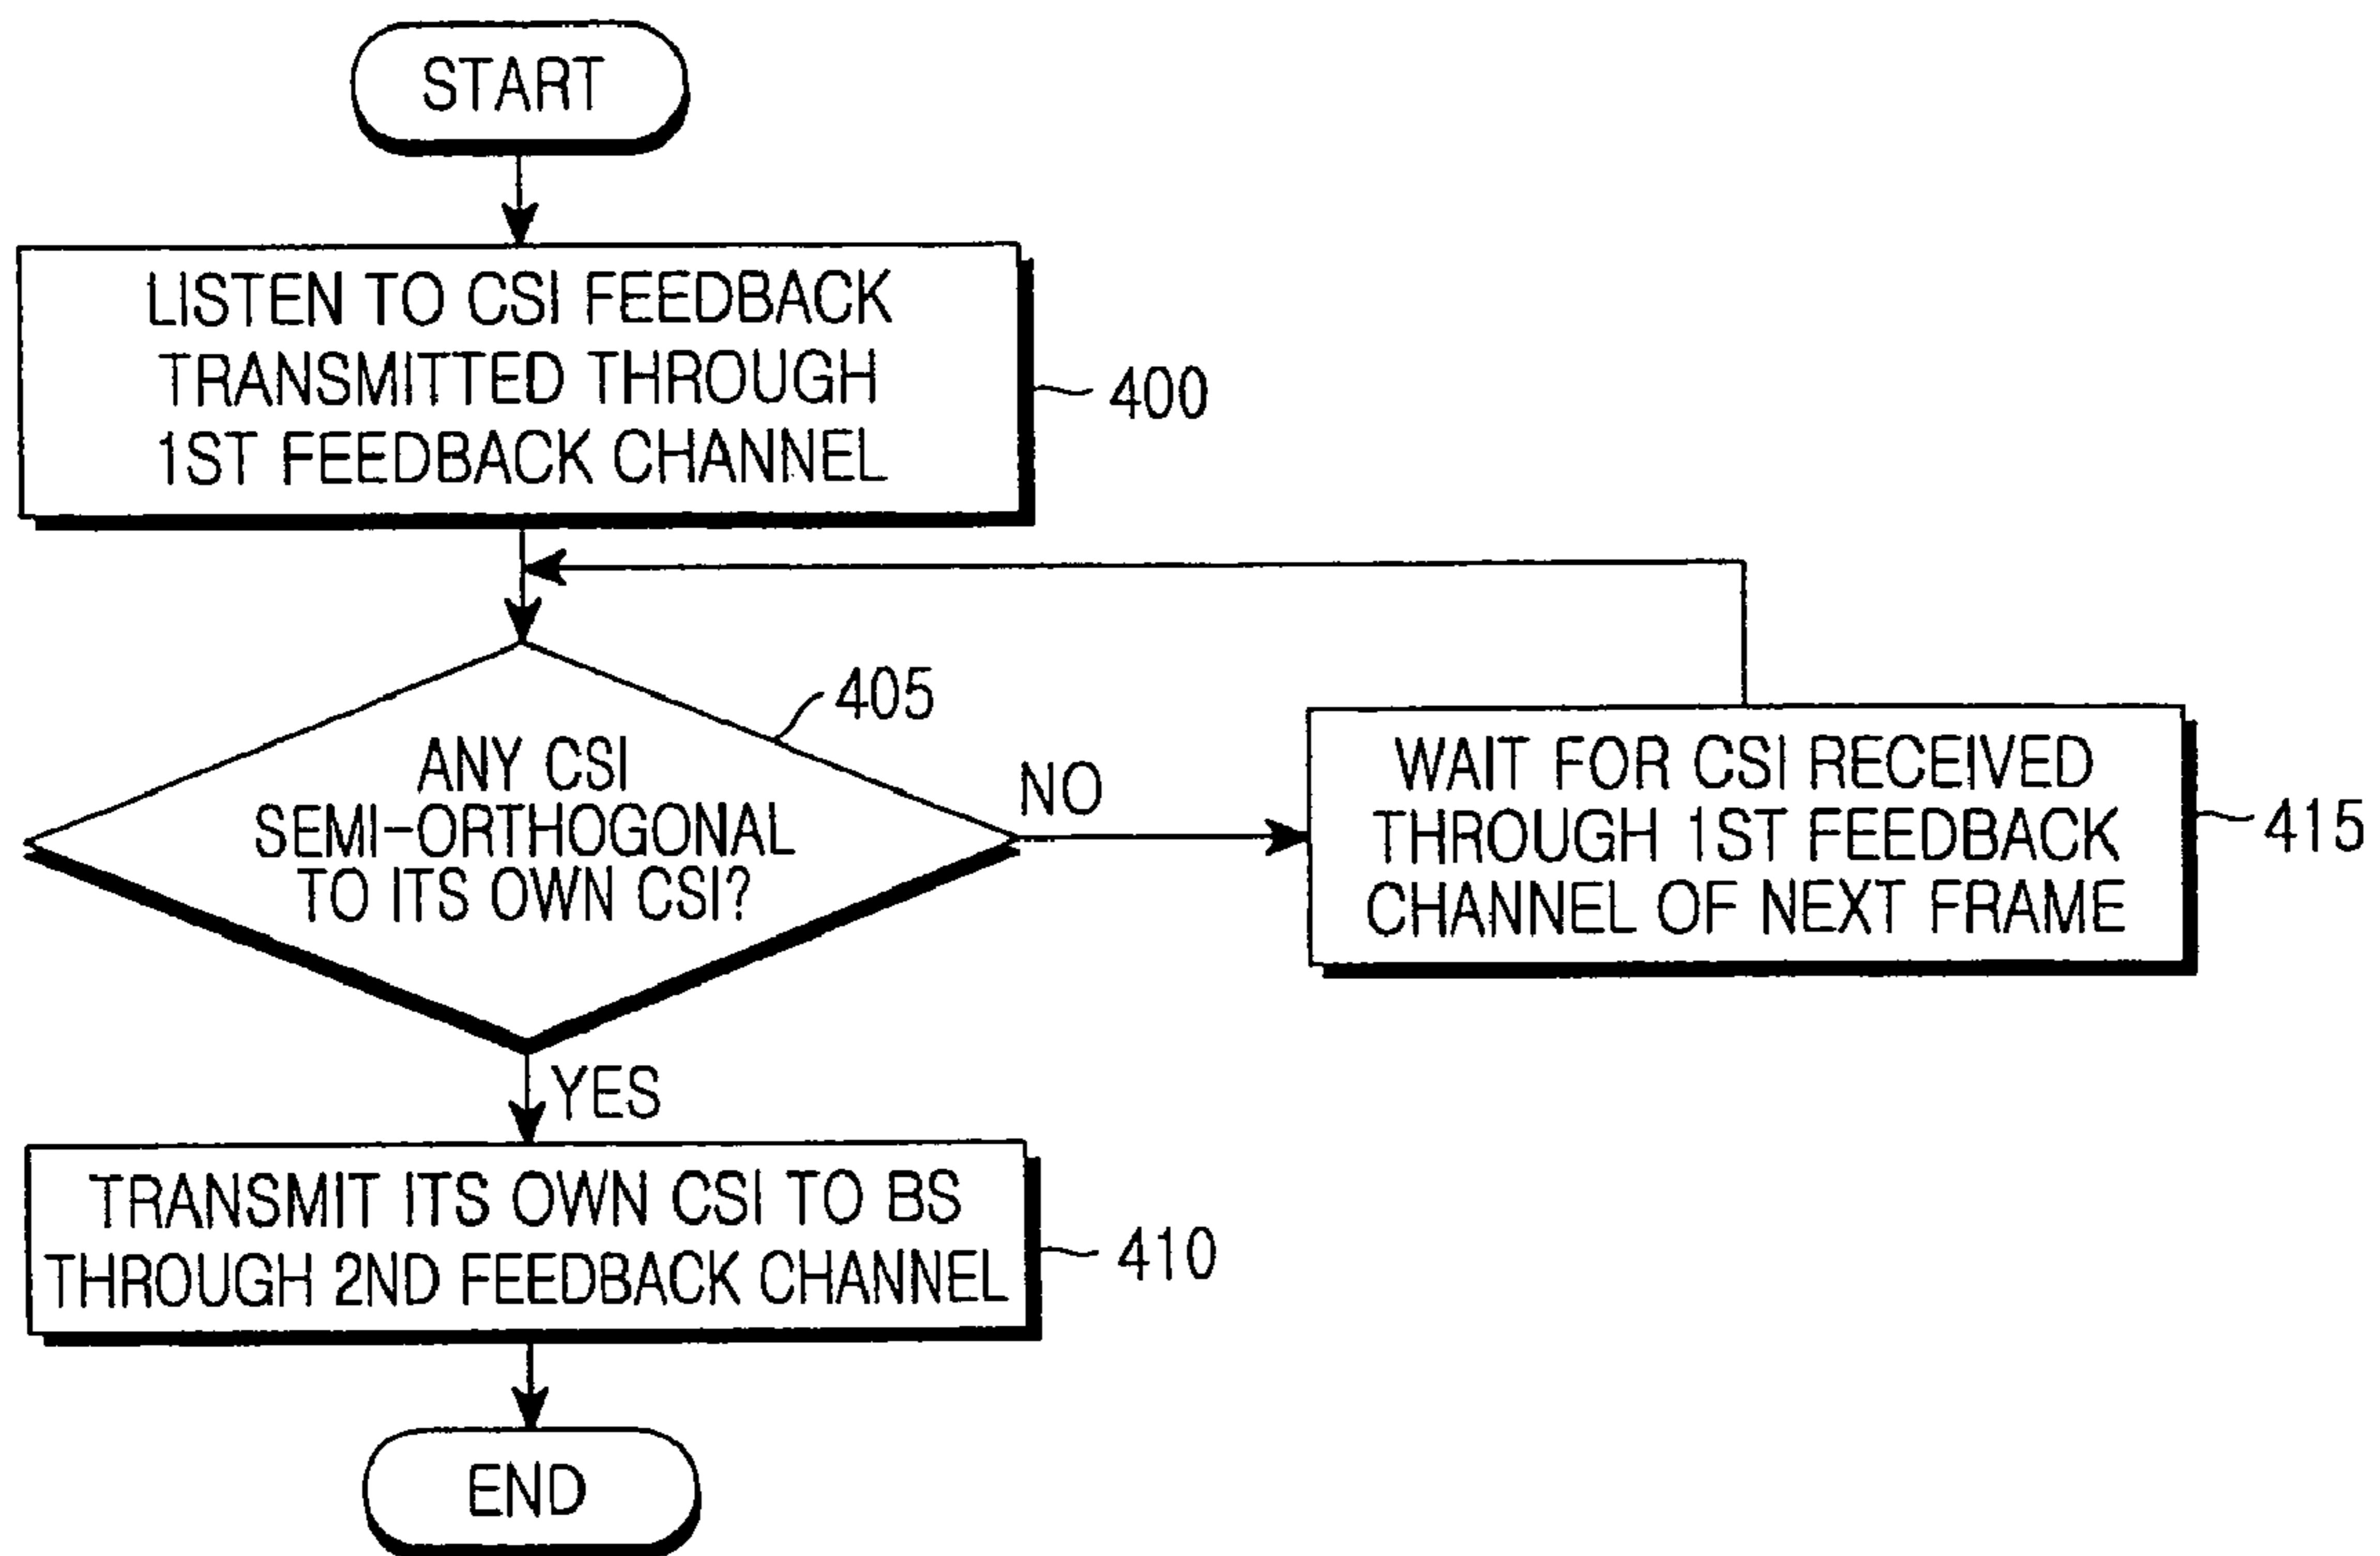 START
LISTEN TO CSI FEEDBACK
TRANSMITTED THROUGH
1ST FEEDBACK CHANNEL
400
405
ANY CSI
SEMI-ORTHOGONAL
TO ITS OWN CSI?
NO
WAIT FOR CSI RECEIVED
THROUGH 1ST FEEDBACK
CHANNEL OF NEXT FRAME
415
YES
TRANSMIT ITS OWN CSI TO BS
THROUGH 2ND FEEDBACK CHANNEL
410
END